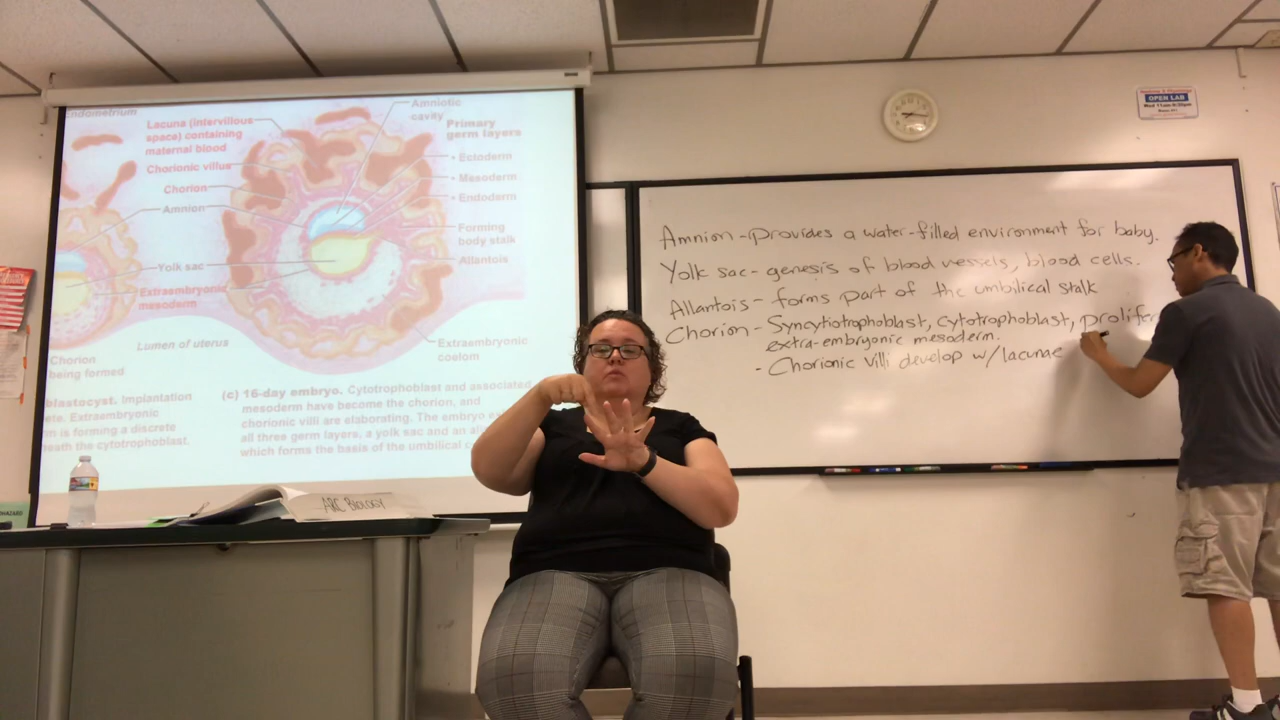 Endometrium
Lacuna (intervillous
space) containing
maternal blood
Chorionic villus
Chorion
Amnion
Yolk sac
Extraembryonic
mesoderm
Lumen of uterus
Chorion
being formed
Amniotic
cavity
Primary
germ layers
• Ectoderm
• Mesoderm
• Endoderm
Forming
body stalk
Allantois
Extraembryonic
coelom
blastocyst. Implantation
Extraembryonic
is forming a discrete
the cytotrophoblast.
(c) 16-day embryo. Cytotrophoblast and associated
mesoderm have become the chorion, and
chorionic villi are elaborating. The embryo
all three germ layers, a yolk sac and an
which forms the basis of the umbilical
ARC BIOLOGY
OPEN LAB
Amnion - provides a water-filled environment for baby.
Yolk sac - genesis of blood vessels, blood cells.
Allantois - forms part of the umbilical stalk
Chorion - Syncytiotrophoblast, cytotrophoblast, prolifer
extra-embryonic mesoderm.
- Chorionic Villi develop w/lacunae